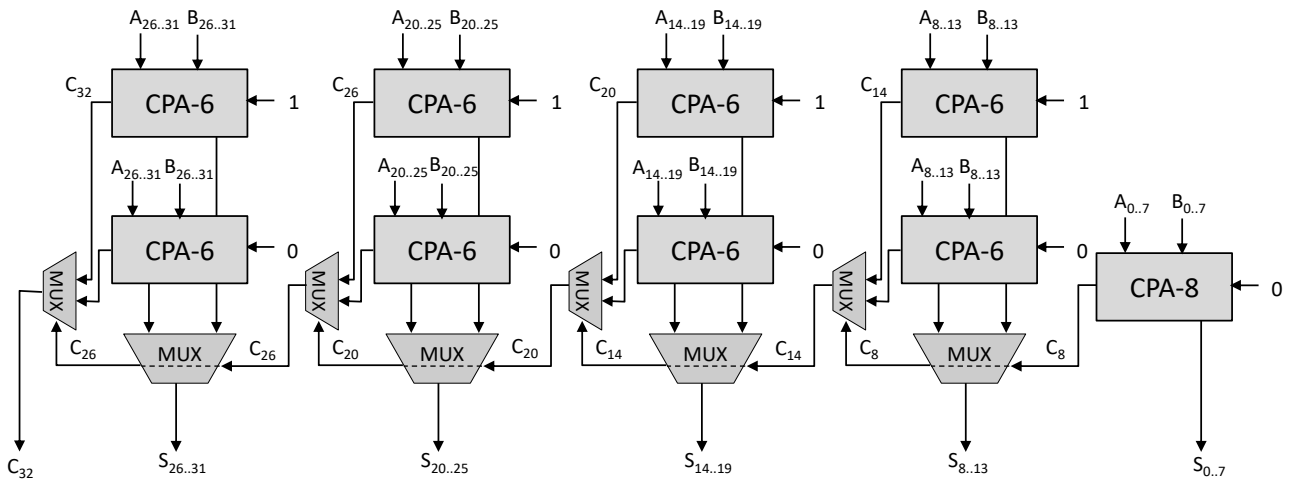 A26..31 B26..31 A20..25 B20..25 A14..19 B14..19 A8..13 B8..13
C32 CPA-6 1 C26 CPA-6 1 C20 CPA-6 1 C14 CPA-6 1
A26..31 B26..31 A20..25 B20..25 A14..19 B14..19 A8..13 B8..13
A0..7 B0..7
CPA-6 0 CPA-6 0 CPA-6 0 CPA-6 0
MUX MUX MUX MUX CPA-8 0
C26 MUX C26 C20 MUX C20 C14 MUX C14 C8 MUX C8
C32 S26..31 S20..25 S14..19 S8..13 S0..7